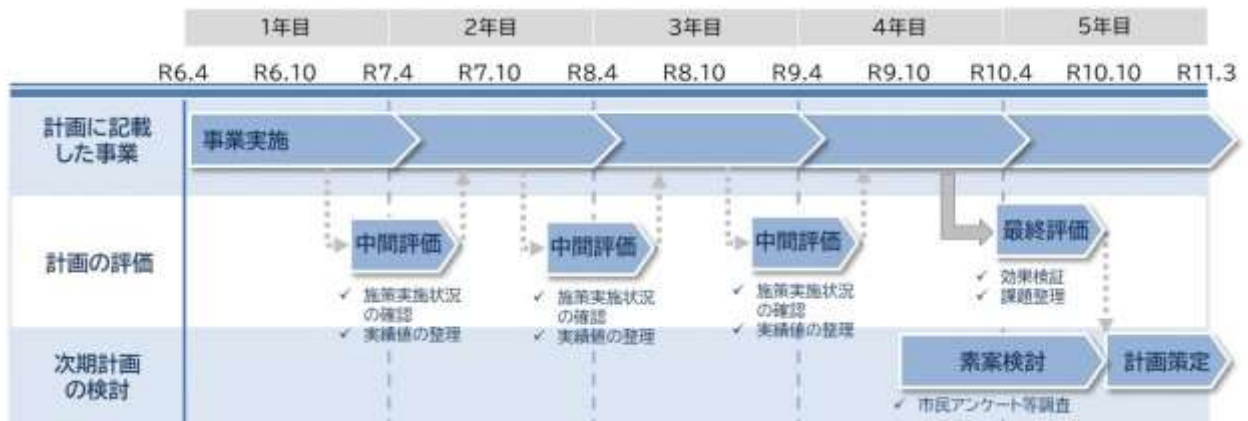 1年目 2年目 3年目 4年目 5年目
R6.4 R6.10 R7.4 R7.10 R8.4 R8.10 R9.4 R9.10 R10.4 R10.10 R11.3
計画に記載
した事業
事業実施
計画の評価
中間評価
✓ 施策実施状況
の確認
✓ 実績値の整理
中間評価
✓ 施策実施状況
の確認
✓ 実績値の整理
中間評価
✓ 施策実施状況
の確認
✓ 実績値の整理
最終評価
✓ 効果検証
✓ 課題整理
次期計画
の検討
素案検討
✓ 市民アンケート等調査
計画策定